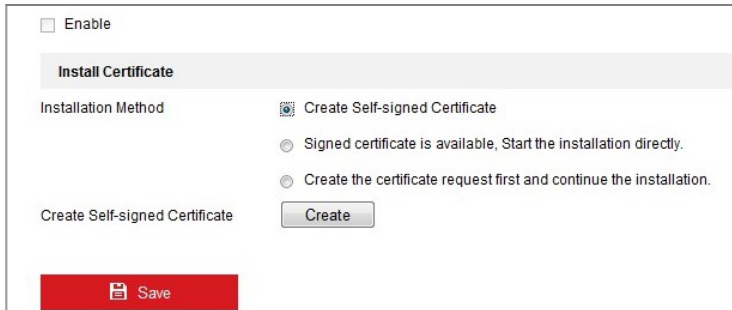 Enable
Install Certificate
Installation Method
Create Self-signed Certificate
Signed certificate is available, Start the installation directly.
Create the certificate request first and continue the installation.
Create Self-signed Certificate
Create
Save